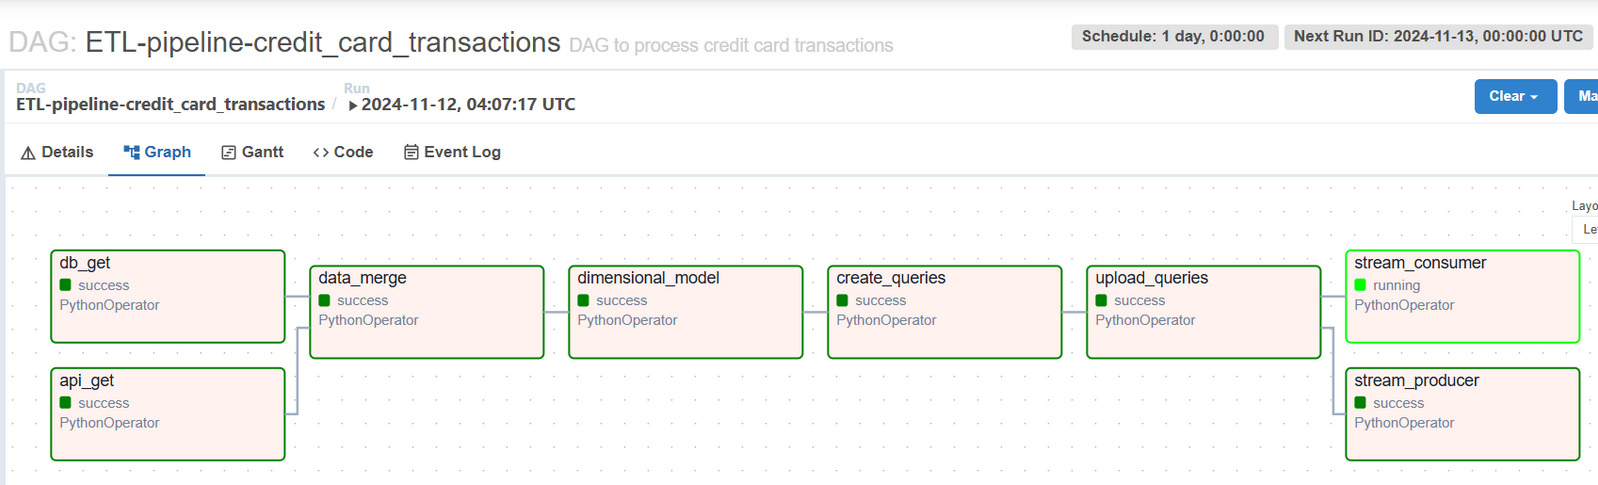 DAG: ETL-pipeline-credit_card_transactions DAG to process credit card transactions
Schedule: 1 day, 0:00:00
Next Run ID: 2024-11-13, 00:00:00 UTC
DAG
ETL-pipeline-credit_card_transactions /
Run
2024-11-12, 04:07:17 UTC
Clear
Ma
Details
Graph
Gantt
Code
Event Log
Layo
Le
db_get
success
PythonOperator
api_get
success
PythonOperator
data_merge
success
PythonOperator
dimensional_model
success
PythonOperator
create_queries
success
PythonOperator
upload_queries
success
PythonOperator
stream_consumer
running
PythonOperator
stream_producer
success
PythonOperator